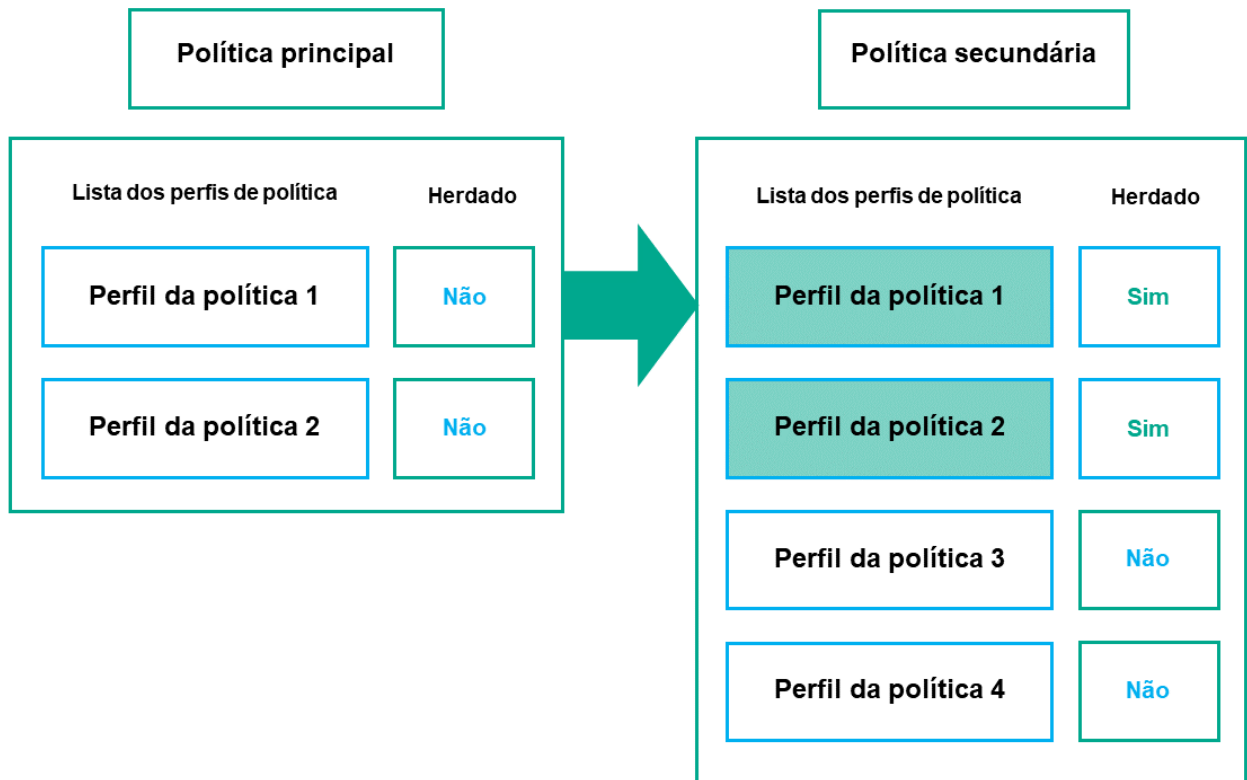 Política principal
Política secundária
Lista dos perfis de política
Herdado
Perfil da política 1
Não
Perfil da política 2
Não
Lista dos perfis de política
Herdado
Perfil da política 1
Sim
Perfil da política 2
Sim
Perfil da política 3
Não
Perfil da política 4
Não